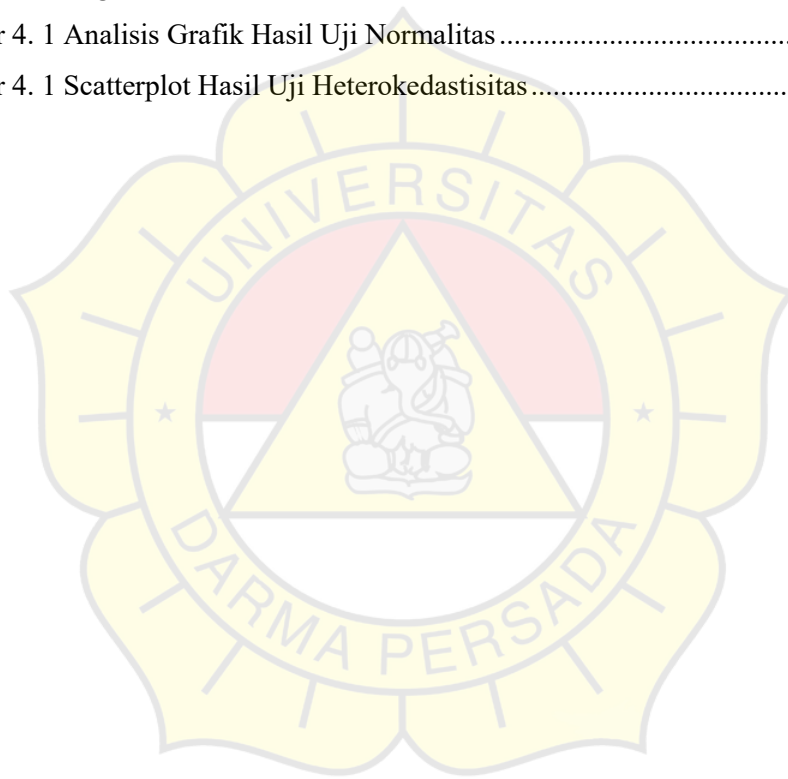 r 4. 1 Analisis Grafik Hasil Uji Normalitas ....................................
r 4. 1 Scatterplot Hasil Uji Heterokedastisitas ................................
UNIVERSITAS
DARMA PERSADA